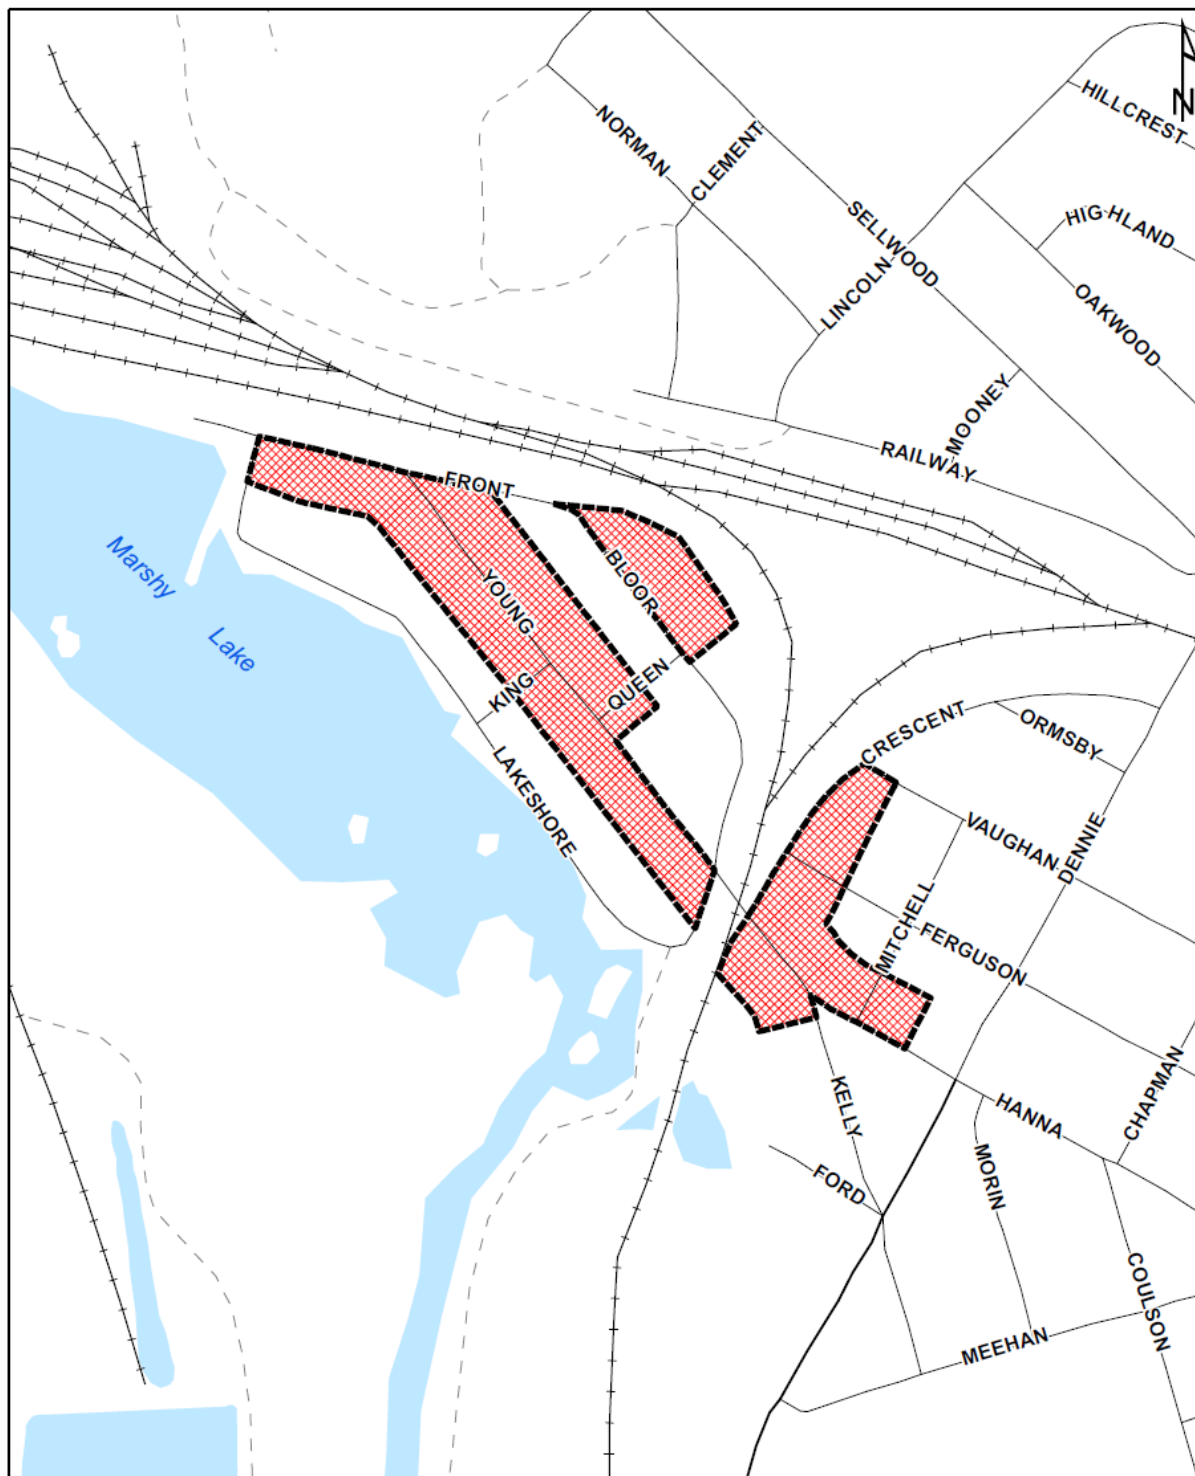 N
HILLCREST
NORMAN
CLEMENT
SELLWOOD
HIGHLAND
LINCOLN
OAKWOOD
MOONEY
RAILWAY
FRONT
Marshy
Lake
BLOOR
YOUNG
KING
QUEEN
CRESCENT
ORMSBY
LAKESHORE
VAUGHAN
DENNIE
MITCHELL
FERGUSON
KELLY
HANNA
CHAPMAN
MORIN
FORD
COULSON
MEEHAN